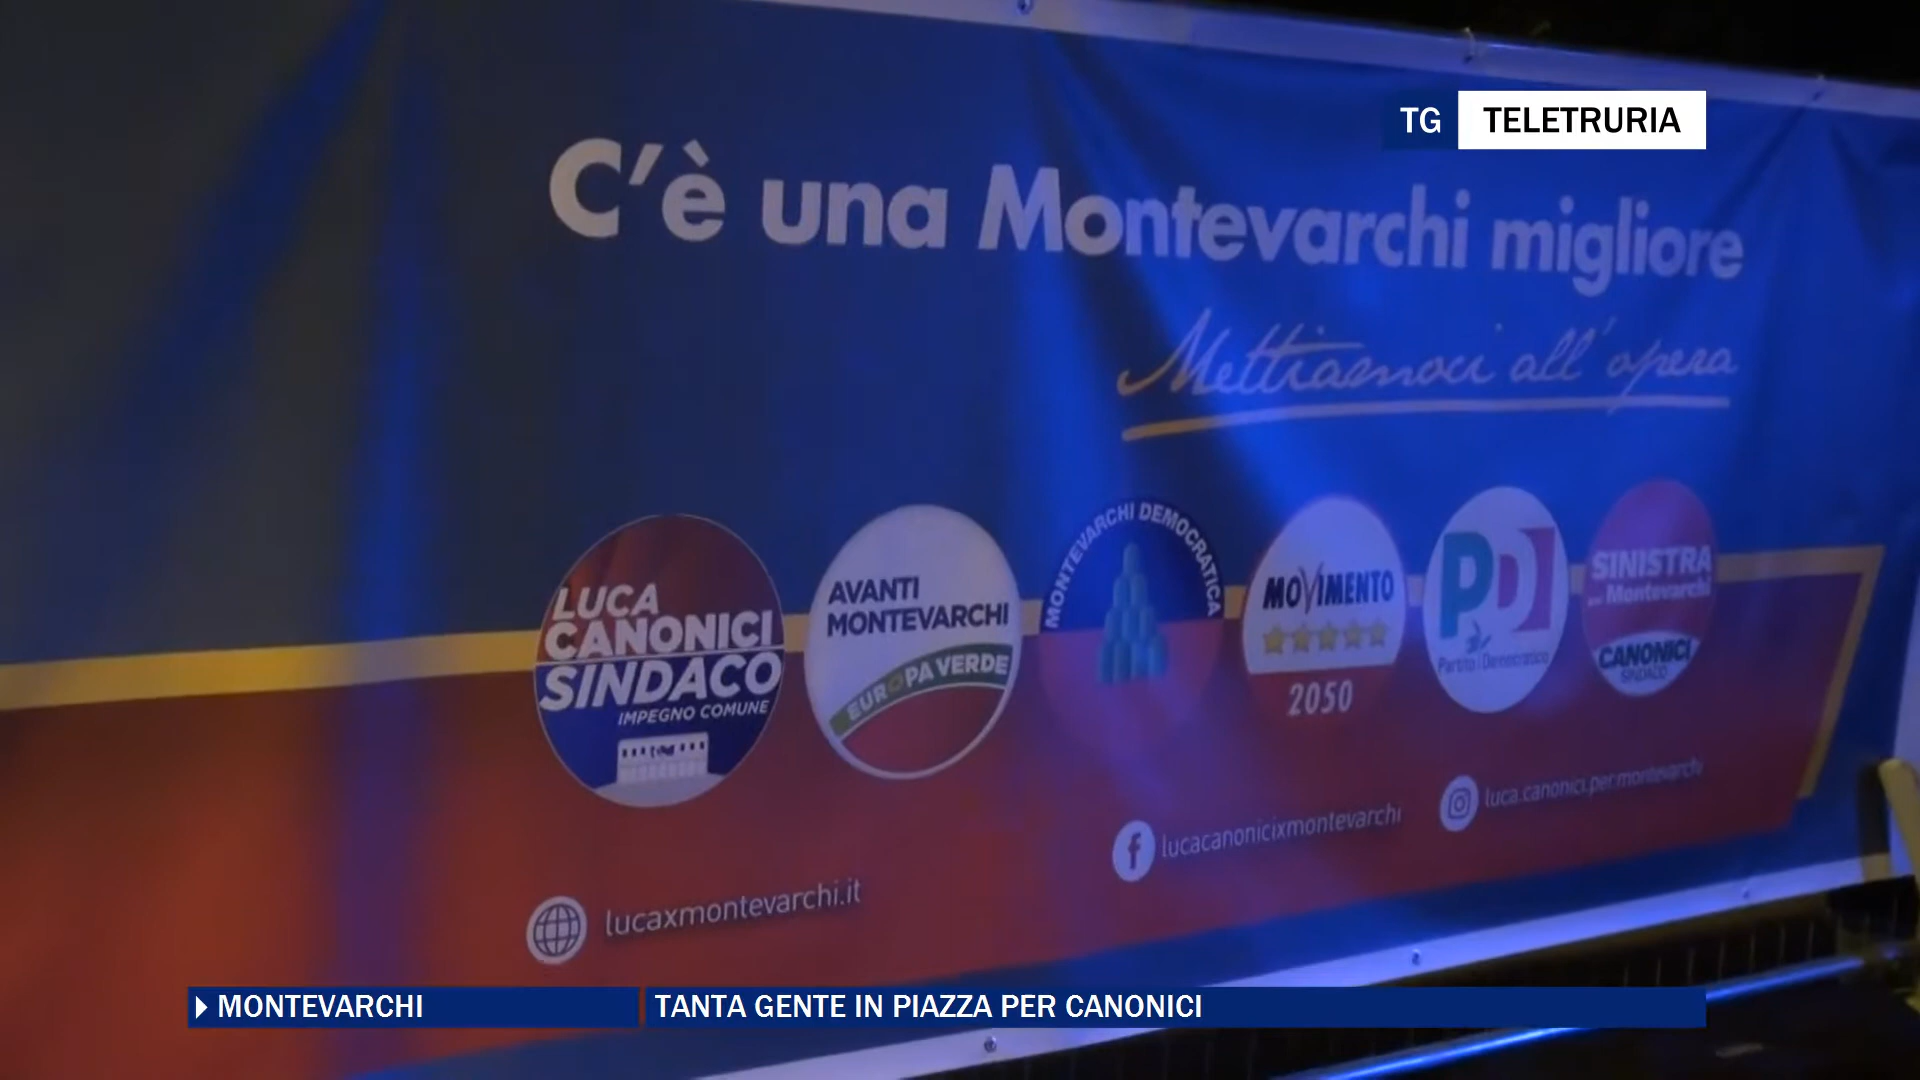 TG TELETRURIA
C'è una Montevarchi migliore
Mettiamoci all'opera
LUCA
CANONICI
SINDACO
IMPEGNO COMUNE
AVANTI
MONTEVARCHI
EUROPA VERDE
MONTEVARCHI DEMOCRATICA
MOVIMENTO
2050
PD
Partito Democratico
SINISTRA
per Montevarchi
CANONICI
SINDACO
lucaxmontevarchi.it
lucacanonicixmontevarchi
luca.canonici.per.montevarchi
MONTEVARCHI
TANTA GENTE IN PIAZZA PER CANONICI